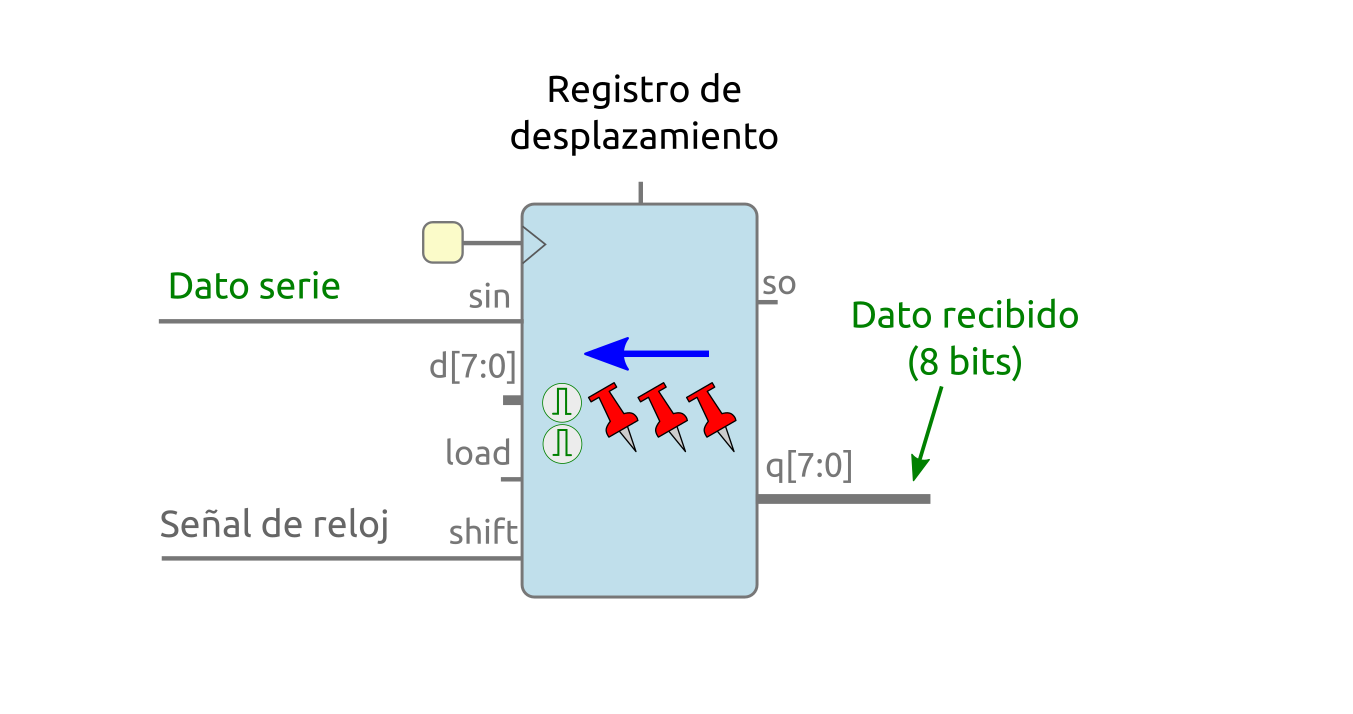 Registro de
desplazamiento
Dato serie
sin
so
d[7:0]
Dato recibido
(8 bits)
load
q[7:0]
Señal de reloj
shift